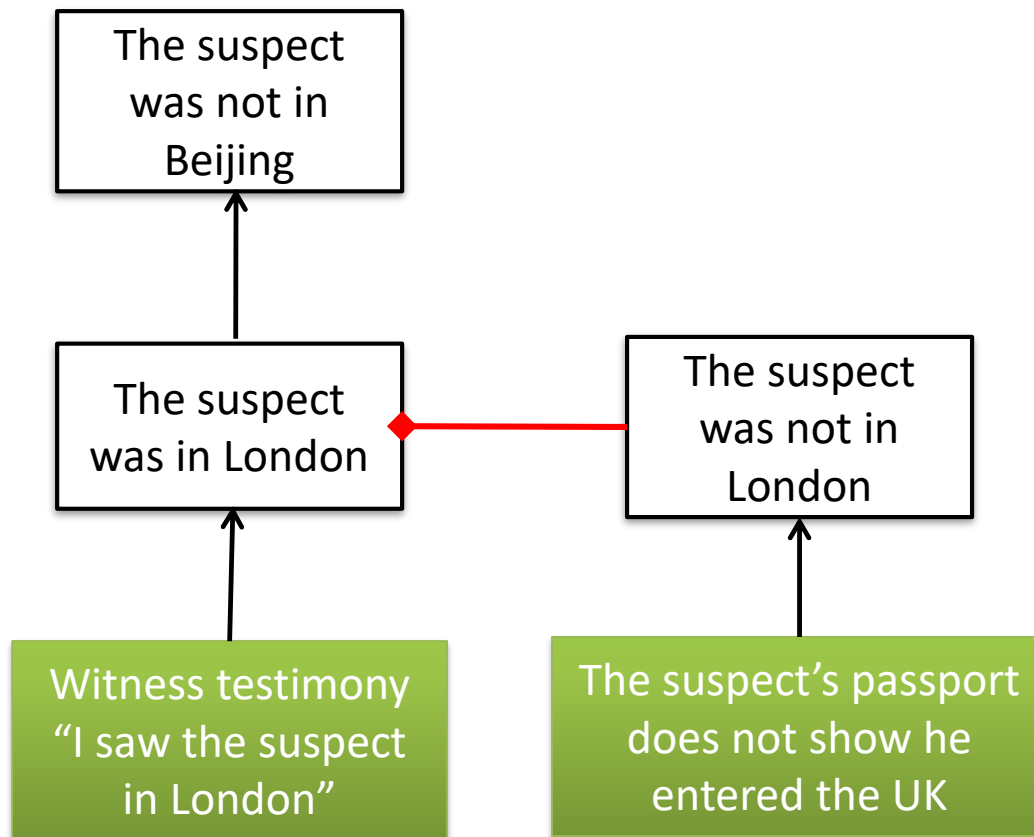 The suspect
was not in
Beijing
The suspect
was in London
The suspect
was not in
London
Witness testimony
“I saw the suspect
in London”
The suspect’s passport
does not show he
entered the UK